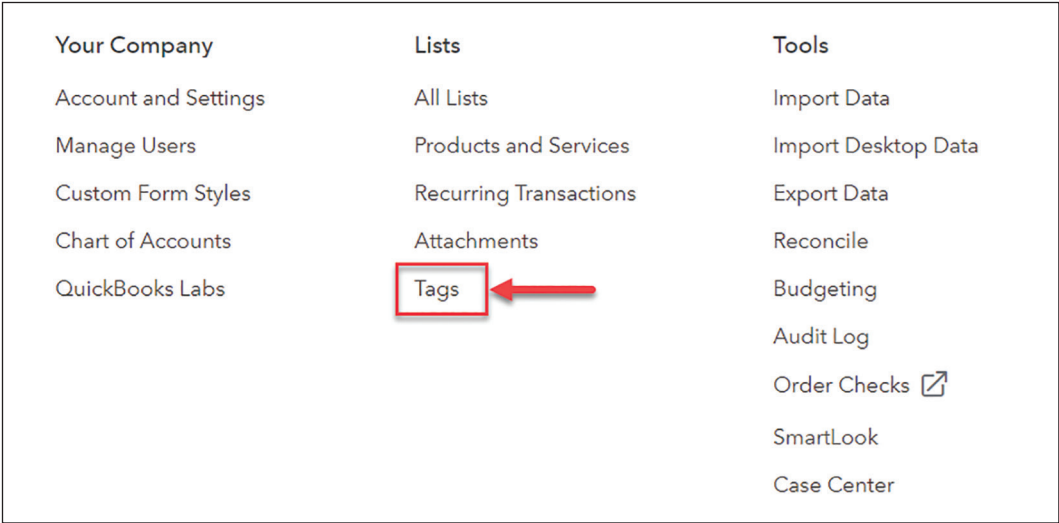 Your Company
Account and Settings
Manage Users
Custom Form Styles
Chart of Accounts
QuickBooks Labs
Lists
All Lists
Products and Services
Recurring Transactions
Attachments
Tags
Tools
Import Data
Import Desktop Data
Export Data
Reconcile
Budgeting
Audit Log
Order Checks
SmartLook
Case Center